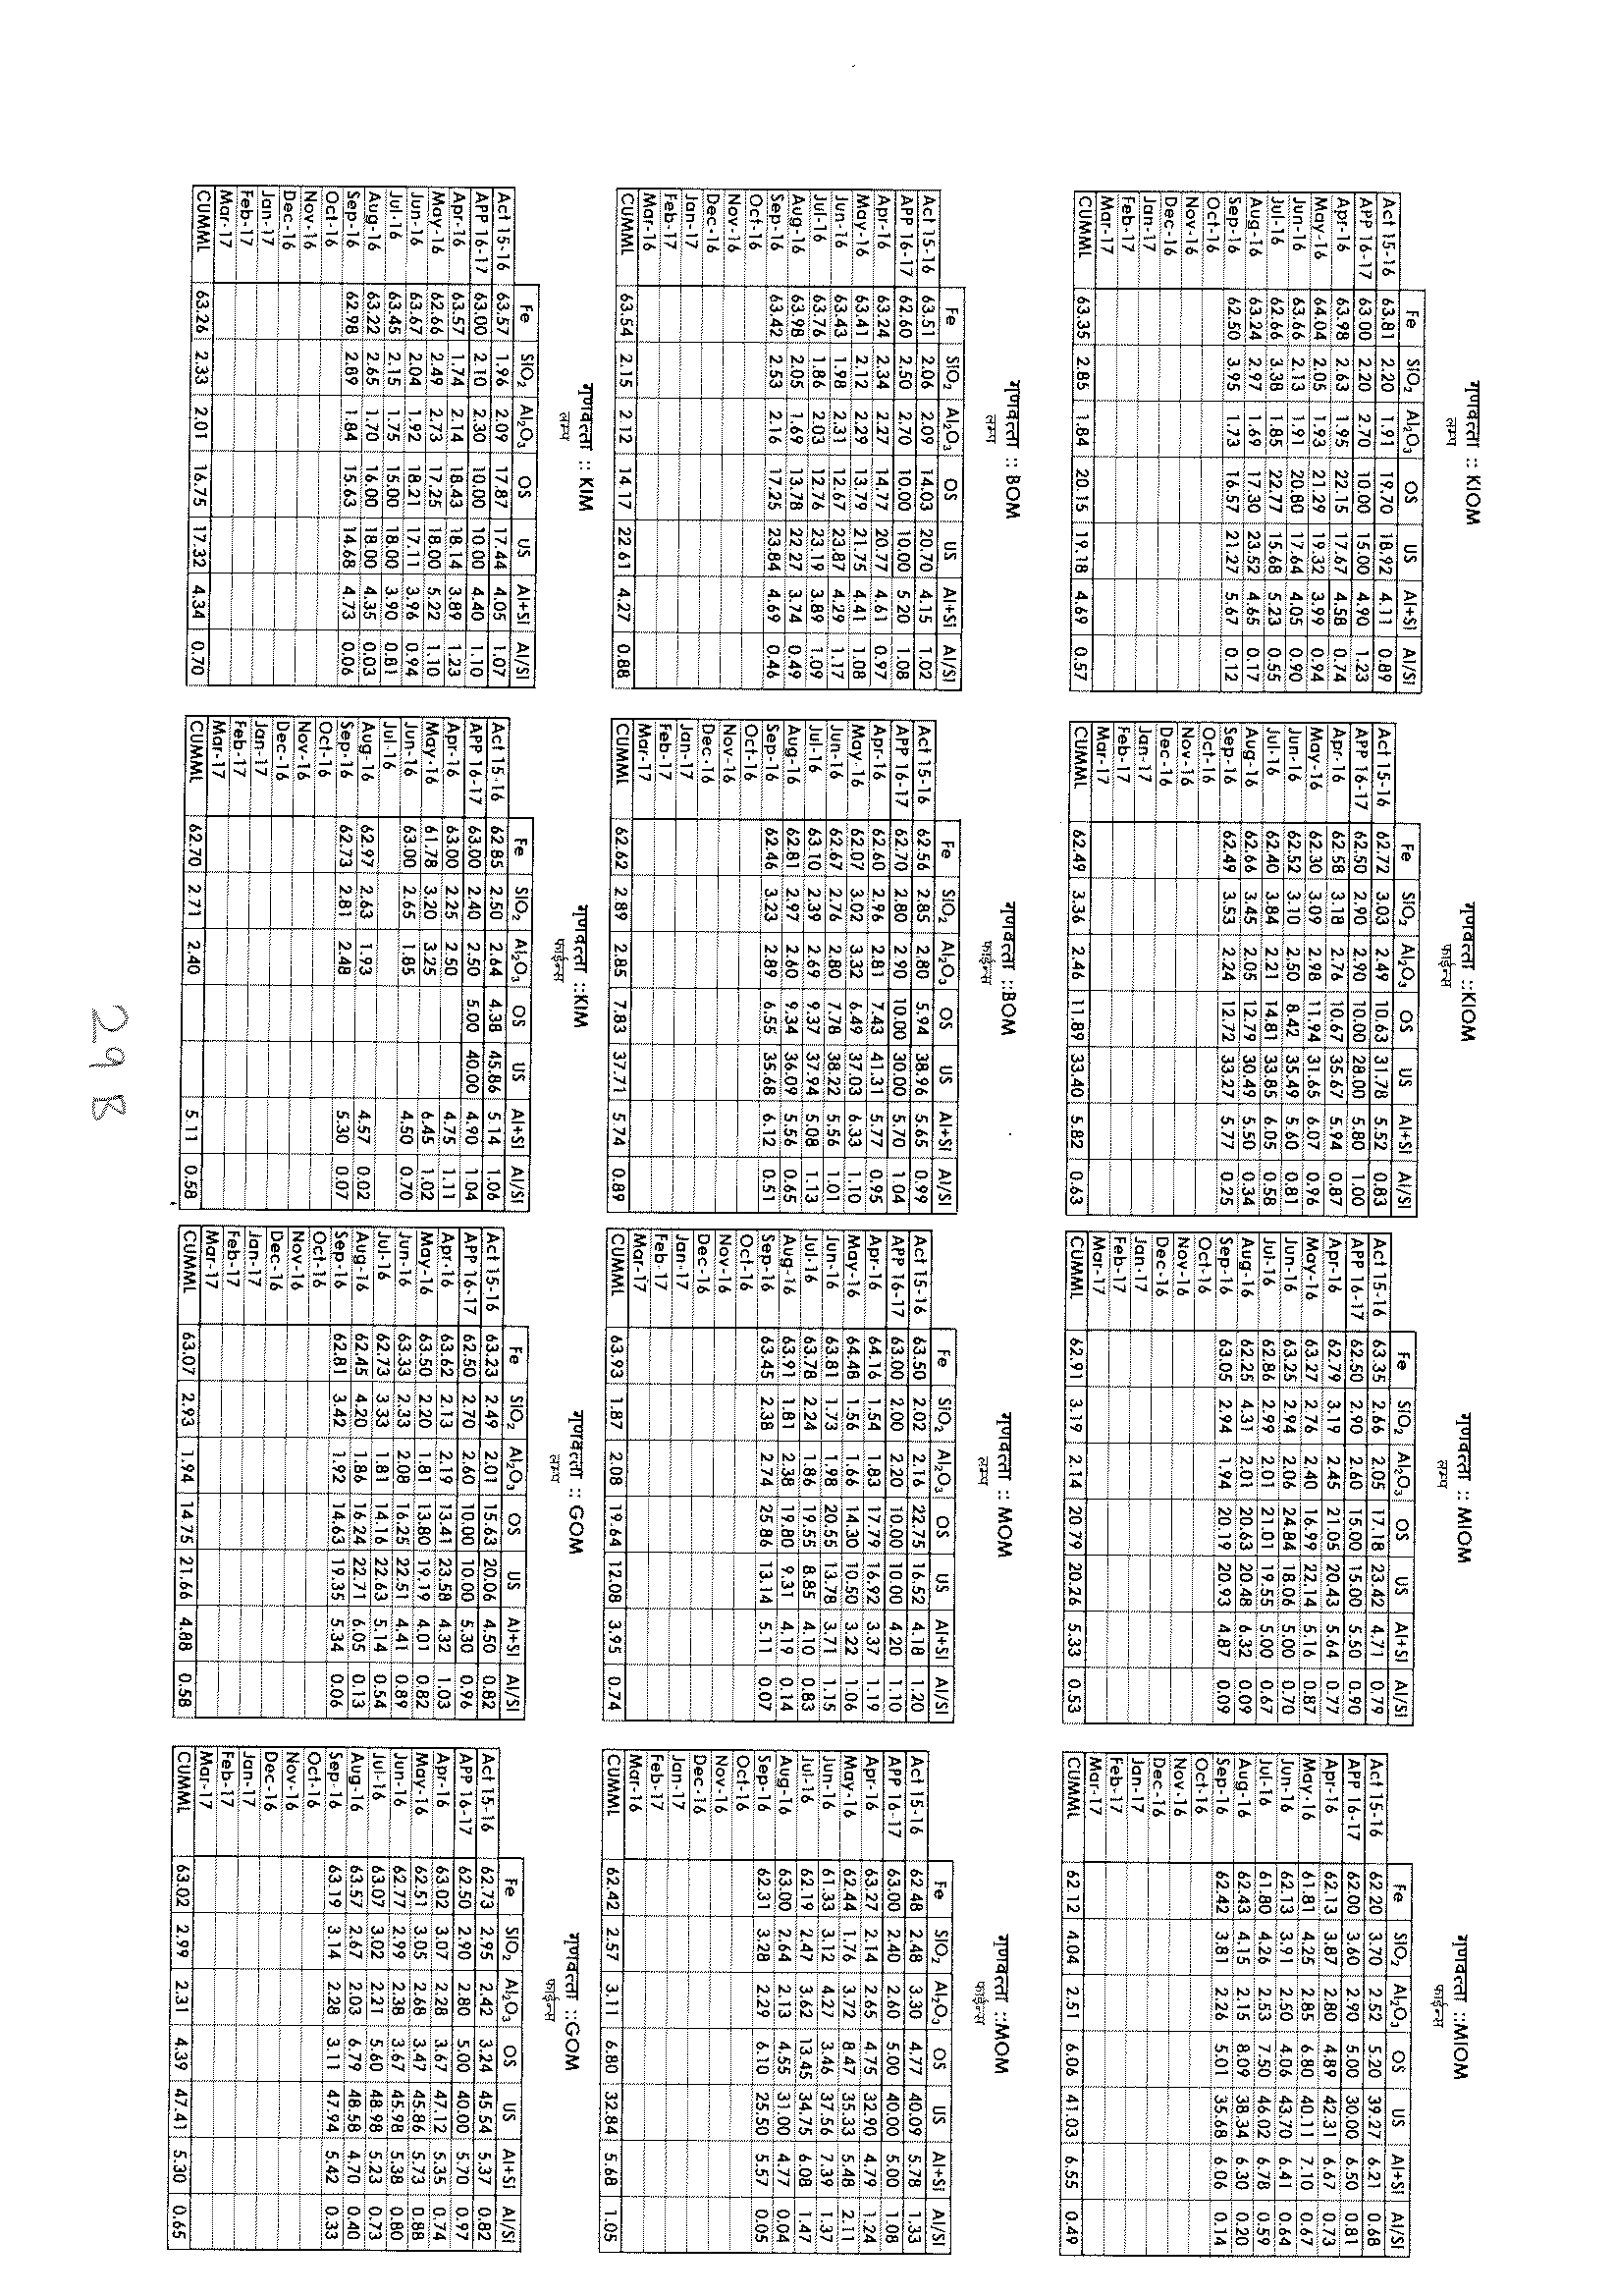 गुणवत्ता :: KIOM
लम्प
Fe SiO₂ Al₂O₃ OS US Al+Si Al/Si
Act 15-16 63.81 2.20 1.91 19.70 18.92 4.11 0.89
APP 16-17 63.00 2.20 2.70 10.00 15.00 4.90 1.23
Apr-16 63.98 2.63 1.95 22.15 17.67 4.58 0.74
May-16 64.04 2.05 1.93 21.29 19.32 3.99 0.94
Jun-16 63.66 2.13 1.91 20.80 17.64 4.05 0.90
Jul-16 62.66 3.38 1.85 22.77 15.68 5.23 0.55
Aug-16 63.24 2.97 1.69 17.30 23.52 4.65 0.17
Sep-16 62.50 3.95 1.73 16.57 21.27 5.67 0.12
Oct-16
Nov-16
Dec-16
Jan-17
Feb-17
Mar-17
CUMML 63.35 2.85 1.84 20.15 19.18 4.69 0.57
गुणवत्ता ::KIOM
फाईन्स
Fe SiO₂ Al₂O₃ OS US Al+Si Al/Si
Act 15-16 62.72 3.03 2.49 10.63 31.78 5.52 0.83
APP 16-17 62.50 2.90 2.90 10.00 28.00 5.80 1.00
Apr-16 62.58 3.18 2.76 10.67 35.67 5.94 0.87
May-16 62.30 3.09 2.98 11.94 31.65 6.07 0.96
Jun-16 62.52 3.10 2.50 8.42 35.49 5.60 0.81
Jul-16 62.40 3.84 2.21 14.81 33.85 6.05 0.58
Aug-16 62.66 3.45 2.05 12.79 30.49 5.50 0.34
Sep-16 62.49 3.53 2.24 12.72 33.27 5.77 0.25
Oct-16
Nov-16
Dec-16
Jan-17
Feb-17
Mar-17
CUMML 62.49 3.36 2.46 11.89 33.40 5.82 0.63
गुणवत्ता :: MIOM
लम्प
Fe SiO₂ Al₂O₃ OS US Al+Si Al/Si
Act 15-16 63.35 2.66 2.05 17.18 23.42 4.71 0.79
APP 16-17 62.50 2.90 2.60 15.00 15.00 5.50 0.90
Apr-16 62.79 3.19 2.45 21.05 20.43 5.64 0.77
May-16 63.27 2.76 2.40 16.99 22.14 5.16 0.87
Jun-16 63.25 2.94 2.06 24.84 18.06 5.00 0.70
Jul-16 62.86 2.99 2.01 21.01 19.55 5.00 0.67
Aug-16 62.25 4.31 2.01 20.63 20.48 6.32 0.09
Sep-16 63.05 2.94 1.94 20.19 20.93 4.87 0.09
Oct-16
Nov-16
Dec-16
Jan-17
Feb-17
Mar-17
CUMML 62.91 3.19 2.14 20.79 20.26 5.33 0.53
गुणवत्ता ::MIOM
फाईन्स
Fe SiO₂ Al₂O₃ OS US Al+Si Al/Si
Act 15-16 62.20 3.70 2.52 5.20 39.27 6.21 0.68
APP 16-17 62.00 3.60 2.90 5.00 30.00 6.50 0.81
Apr-16 62.13 3.87 2.80 4.89 42.31 6.67 0.73
May-16 61.81 4.25 2.85 6.80 40.11 7.10 0.67
Jun-16 62.13 3.91 2.50 4.06 43.70 6.41 0.64
Jul-16 61.80 4.26 2.53 7.50 46.02 6.78 0.59
Aug-16 62.43 4.15 2.15 8.09 38.34 6.30 0.20
Sep-16 62.42 3.81 2.26 5.01 35.68 6.06 0.14
Oct-16
Nov-16
Dec-16
Jan-17
Feb-17
Mar-17
CUMML 62.12 4.04 2.51 6.06 41.03 6.55 0.49
गुणवत्ता :: BOM
लम्प
Fe SiO₂ Al₂O₃ OS US Al+Si Al/Si
Act 15-16 63.51 2.06 2.09 14.03 20.70 4.15 1.02
APP 16-17 62.60 2.50 2.70 10.00 10.00 5.20 1.08
Apr-16 63.24 2.34 2.27 14.77 20.77 4.61 0.97
May-16 63.41 2.12 2.29 13.79 21.75 4.41 1.08
Jun-16 63.43 1.98 2.31 12.67 23.87 4.29 1.17
Jul-16 63.76 1.86 2.03 12.76 23.19 3.89 1.09
Aug-16 63.98 2.05 1.69 13.78 22.27 3.74 0.49
Sep-16 63.42 2.53 2.16 17.25 23.84 4.69 0.46
Oct-16
Nov-16
Dec-16
Jan-17
Feb-17
Mar-16
CUMML 63.54 2.15 2.12 14.17 22.61 4.27 0.88
गुणवत्ता ::BOM
फाईन्स
Fe SiO₂ Al₂O₃ OS US Al+Si Al/Si
Act 15-16 62.56 2.85 2.80 5.94 38.96 5.65 0.99
APP 16-17 62.70 2.80 2.90 10.00 30.00 5.70 1.04
Apr-16 62.60 2.96 2.81 7.43 41.31 5.77 0.95
May-16 62.07 3.02 3.32 6.49 37.03 6.33 1.10
Jun-16 62.67 2.76 2.80 7.78 38.22 5.56 1.01
Jul-16 63.10 2.39 2.69 9.37 37.94 5.08 1.13
Aug-16 62.81 2.97 2.60 9.34 36.09 5.56 0.65
Sep-16 62.46 3.23 2.89 6.55 35.68 6.12 0.51
Oct-16
Nov-16
Dec-16
Jan-17
Feb-17
Mar-17
CUMML 62.62 2.89 2.85 7.83 37.71 5.74 0.89
गुणवत्ता :: MOM
लम्प
Fe SiO₂ Al₂O₃ OS US Al+Si Al/Si
Act 15-16 63.50 2.02 2.16 22.75 16.52 4.18 1.20
APP 16-17 63.00 2.00 2.20 10.00 10.00 4.20 1.10
Apr-16 64.16 1.54 1.83 17.79 16.92 3.37 1.19
May-16 64.48 1.56 1.66 14.30 10.50 3.22 1.06
Jun-16 63.81 1.73 1.98 20.55 13.78 3.71 1.15
Jul-16 63.78 2.24 1.86 19.55 8.85 4.10 0.83
Aug-16 63.91 1.81 2.38 19.80 9.31 4.19 0.14
Sep-16 63.45 2.38 2.74 25.86 13.14 5.11 0.07
Oct-16
Nov-16
Dec-16
Jan-17
Feb-17
Mar-17
CUMML 63.93 1.87 2.08 19.64 12.08 3.95 0.74
गुणवत्ता ::MOM
फाईन्स
Fe SiO₂ Al₂O₃ OS US Al+Si Al/Si
Act 15-16 62.48 2.48 3.30 4.77 40.09 5.78 1.33
APP 16-17 63.00 2.40 2.60 5.00 40.00 5.00 1.08
Apr-16 63.27 2.14 2.65 4.75 32.90 4.79 1.24
May-16 62.44 1.76 3.72 8.47 35.33 5.48 2.11
Jun-16 61.33 3.12 4.27 3.46 37.56 7.39 1.37
Jul-16 62.19 2.47 3.62 13.45 34.75 6.08 1.47
Aug-16 63.00 2.64 2.13 4.55 31.00 4.77 0.04
Sep-16 62.31 3.28 2.29 6.10 25.50 5.57 0.05
Oct-16
Nov-16
Dec-16
Jan-17
Feb-17
Mar-16
CUMML 62.42 2.57 3.11 6.80 32.84 5.68 1.05
गुणवत्ता :: KIM
लम्प
Fe SiO₂ Al₂O₃ OS US Al+Si Al/Si
Act 15-16 63.57 1.96 2.09 17.87 17.44 4.05 1.07
APP 16-17 63.00 2.10 2.30 10.00 10.00 4.40 1.10
Apr-16 63.57 1.74 2.14 18.43 18.14 3.89 1.23
May-16 62.66 2.49 2.73 17.25 18.00 5.22 1.10
Jun-16 63.67 2.04 1.92 18.21 17.11 3.96 0.94
Jul-16 63.45 2.15 1.75 15.00 18.00 3.90 0.81
Aug-16 63.22 2.65 1.70 16.00 18.00 4.35 0.03
Sep-16 62.98 2.89 1.84 15.63 14.68 4.73 0.06
Oct-16
Nov-16
Dec-16
Jan-17
Feb-17
Mar-17
CUMML 63.26 2.33 2.01 16.75 17.32 4.34 0.70
गुणवत्ता ::KIM
फाईन्स
Fe SiO₂ Al₂O₃ OS US Al+Si Al/Si
Act 15-16 62.85 2.50 2.64 4.38 45.86 5.14 1.06
APP 16-17 63.00 2.40 2.50 5.00 40.00 4.90 1.04
Apr-16 63.00 2.25 2.50 4.75 1.11
May-16 61.78 3.20 3.25 6.45 1.02
Jun-16 63.00 2.65 1.85 4.50 0.70
Jul-16
Aug-16 62.97 2.63 1.93 4.57 0.02
Sep-16 62.73 2.81 2.48 5.30 0.07
Oct-16
Nov-16
Dec-16
Jan-17
Feb-17
Mar-17
CUMML 62.70 2.71 2.40 5.11 0.58
गुणवत्ता :: GOM
लम्प
Fe SiO₂ Al₂O₃ OS US Al+Si Al/Si
Act 15-16 63.23 2.49 2.01 15.63 20.06 4.50 0.82
APP 16-17 62.50 2.70 2.60 10.00 10.00 5.30 0.96
Apr-16 63.62 2.13 2.19 13.41 23.58 4.32 1.03
May-16 63.50 2.20 1.81 13.80 19.19 4.01 0.82
Jun-16 63.33 2.33 2.08 16.25 22.51 4.41 0.89
Jul-16 62.73 3.33 1.81 14.16 22.63 5.14 0.54
Aug-16 62.45 4.20 1.86 16.24 22.71 6.05 0.13
Sep-16 62.81 3.42 1.92 14.63 19.35 5.34 0.06
Oct-16
Nov-16
Dec-16
Jan-17
Feb-17
Mar-17
CUMML 63.07 2.93 1.94 14.75 21.66 4.88 0.58
गुणवत्ता ::GOM
फाईन्स
Fe SiO₂ Al₂O₃ OS US Al+Si Al/Si
Act 15-16 62.73 2.95 2.42 3.24 45.54 5.37 0.82
APP 16-17 62.50 2.90 2.80 5.00 40.00 5.70 0.97
Apr-16 63.02 3.07 2.28 3.67 47.12 5.35 0.74
May-16 62.51 3.05 2.68 3.47 45.86 5.73 0.88
Jun-16 62.77 2.99 2.38 3.67 45.98 5.38 0.80
Jul-16 63.07 3.02 2.21 5.60 48.98 5.23 0.73
Aug-16 63.57 2.67 2.03 6.79 48.58 4.70 0.40
Sep-16 63.19 3.14 2.28 3.11 47.94 5.42 0.33
Oct-16
Nov-16
Dec-16
Jan-17
Feb-17
Mar-17
CUMML 63.02 2.99 2.31 4.39 47.41 5.30 0.65
29B